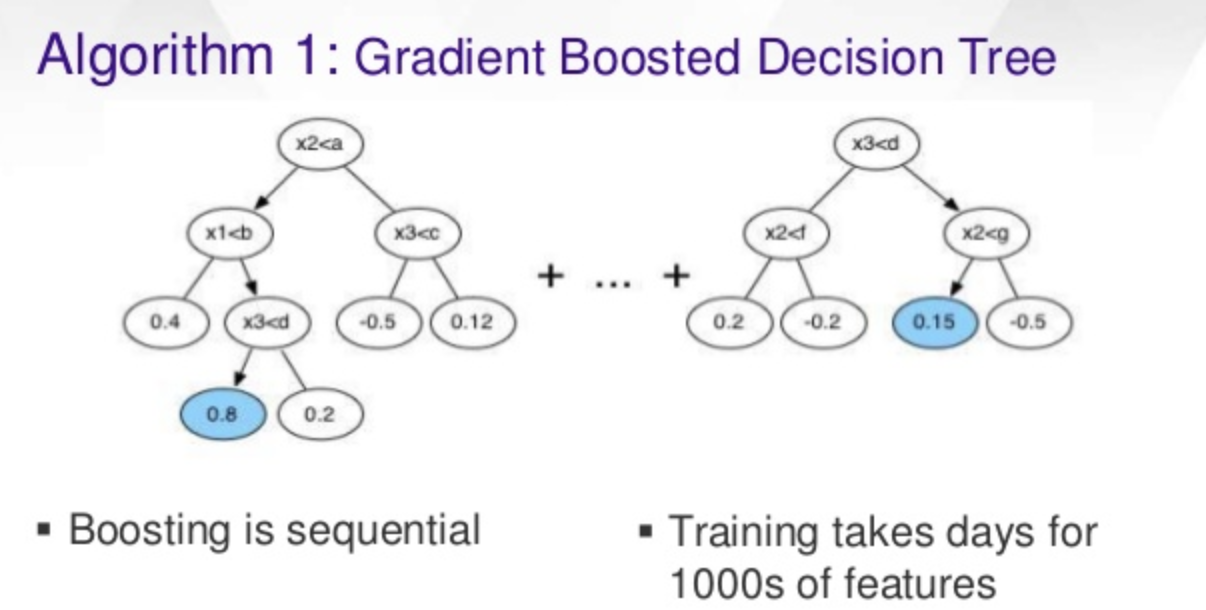 Algorithm 1: Gradient Boosted Decision Tree
x2<a
x3<d
x1<b
x3<c
x2<f
x2<g
+ ... +
0.4
x3<d
-0.5
0.12
0.2
-0.2
0.15
-0.5
0.8
0.2
▪ Boosting is sequential
▪ Training takes days for
1000s of features